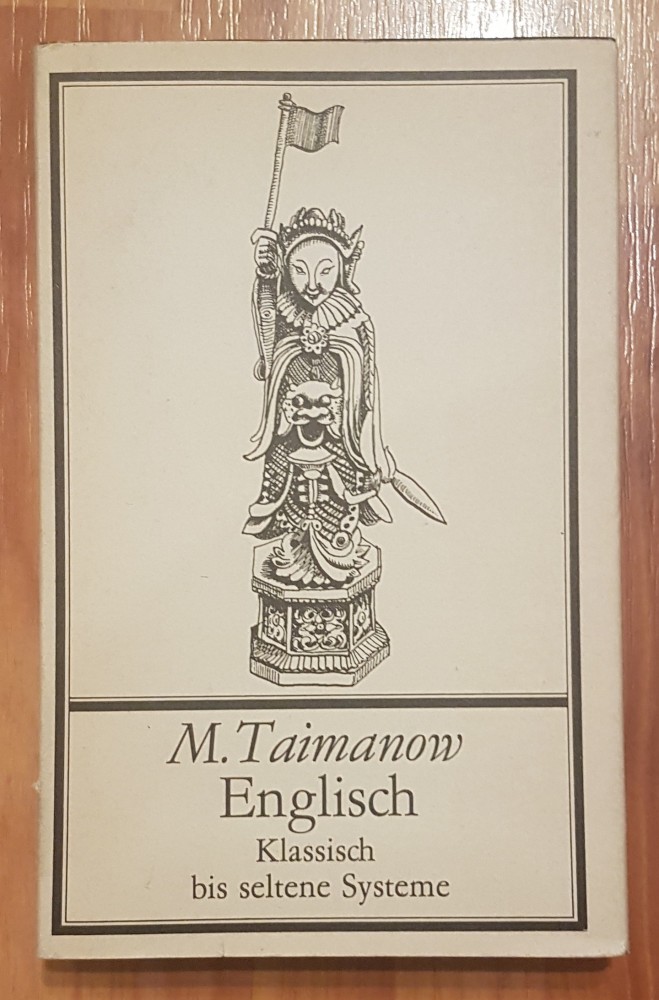 M. Taimanow
Englisch
Klassisch
bis seltene Systeme